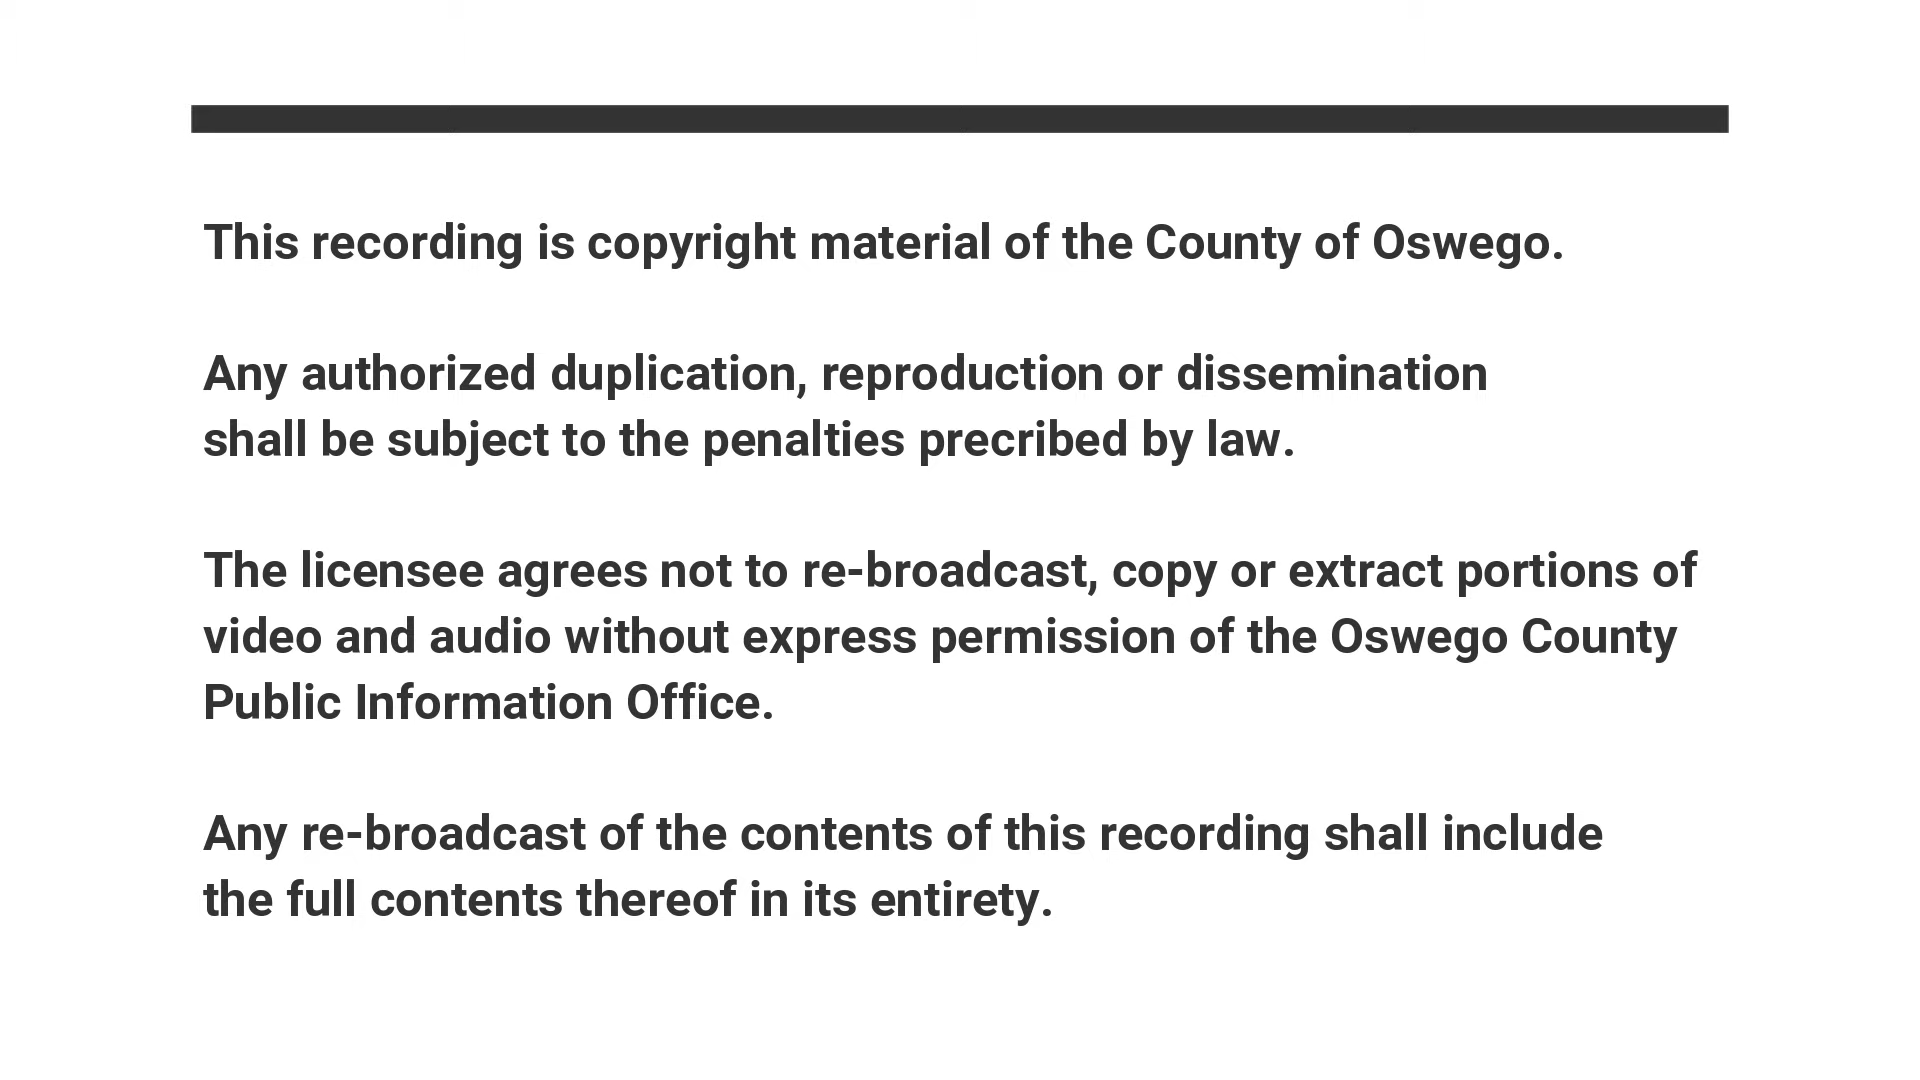 This recording is copyright material of the County of Oswego.
Any authorized duplication, reproduction or dissemination
shall be subject to the penalties precribed by law.
The licensee agrees not to re-broadcast, copy or extract portions of
video and audio without express permission of the Oswego County
Public Information Office.
Any re-broadcast of the contents of this recording shall include
the full contents thereof in its entirety.